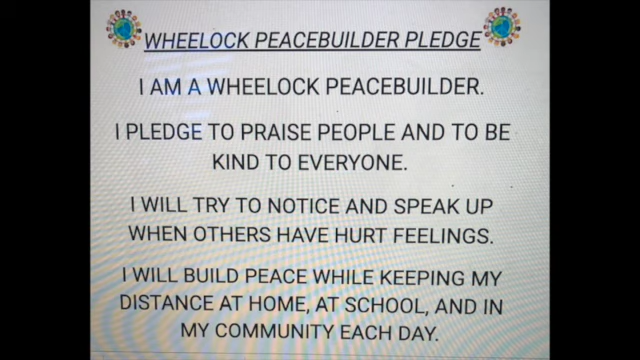 WHEELOCK PEACEBUILDER PLEDGE
I AM A WHEELOCK PEACEBUILDER.
I PLEDGE TO PRAISE PEOPLE AND TO BE
KIND TO EVERYONE.
I WILL TRY TO NOTICE AND SPEAK UP
WHEN OTHERS HAVE HURT FEELINGS.
I WILL BUILD PEACE WHILE KEEPING MY
DISTANCE AT HOME, AT SCHOOL, AND IN
MY COMMUNITY EACH DAY.